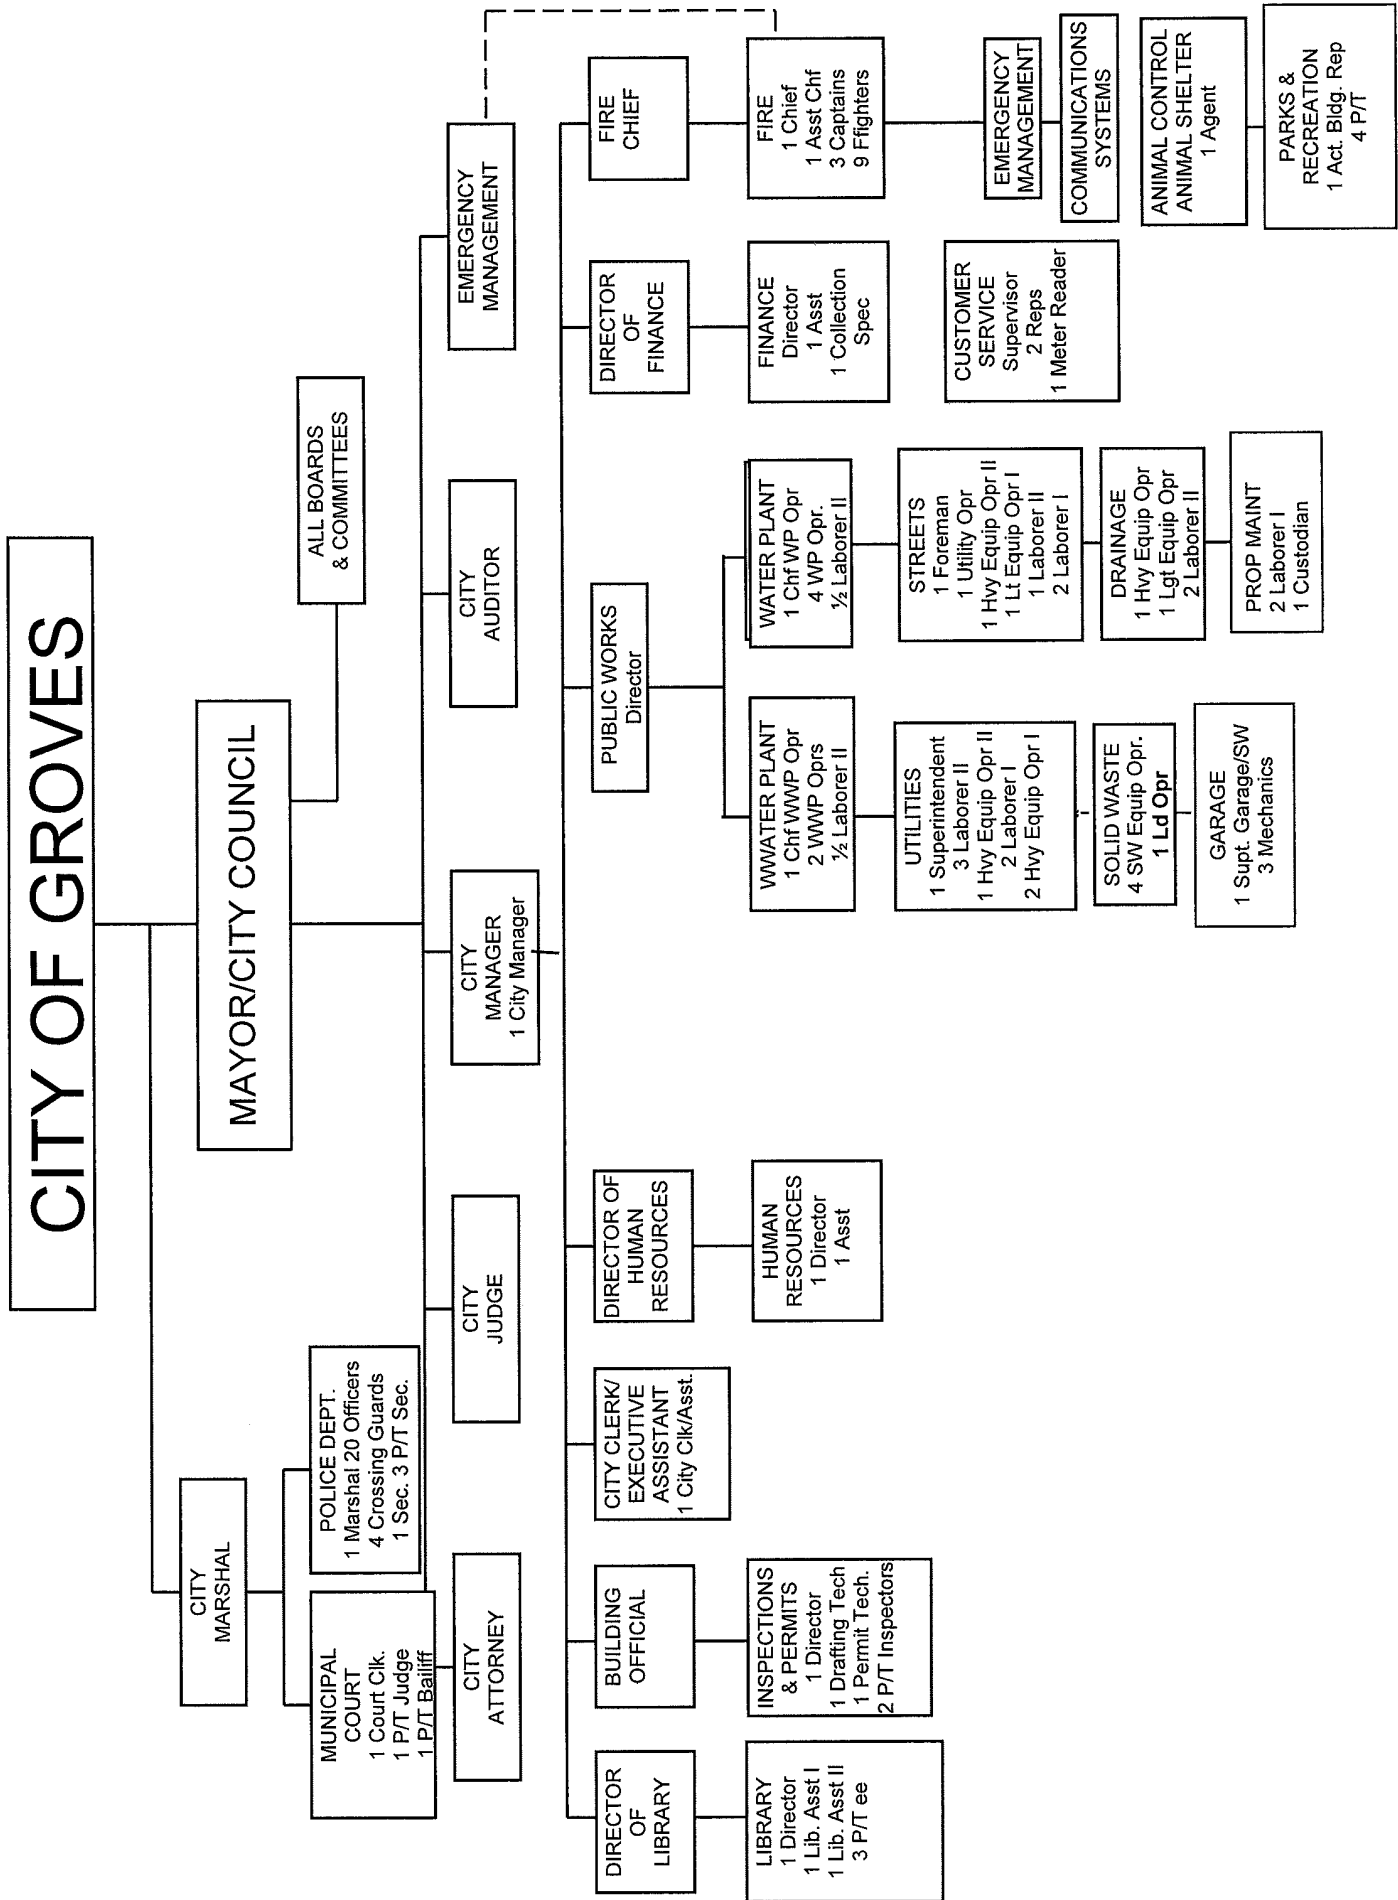 CITY OF GROVES
CITY
MARSHAL
MAYOR/CITY COUNCIL
ALL BOARDS
& COMMITTEES
MUNICIPAL
COURT
1 Court Clk.
1 P/T Judge
1 P/T Bailiff
POLICE DEPT.
1 Marshal 20 Officers
4 Crossing Guards
1 Sec. 3 P/T Sec.
CITY
ATTORNEY
CITY
JUDGE
CITY
MANAGER
1 City Manager
CITY
AUDITOR
EMERGENCY
MANAGEMENT
DIRECTOR
OF
LIBRARY
BUILDING
OFFICIAL
CITY CLERK/
EXECUTIVE
ASSISTANT
1 City Clk/Asst.
DIRECTOR OF
HUMAN
RESOURCES
PUBLIC WORKS
Director
DIRECTOR
OF
FINANCE
FIRE
CHIEF
LIBRARY
1 Director
1 Lib. Asst I
1 Lib. Asst II
3 P/T ee
INSPECTIONS
& PERMITS
1 Director
1 Drafting Tech
1 Permit Tech.
2 P/T Inspectors
HUMAN
RESOURCES
1 Director
1 Asst
WWATER PLANT
1 Chf WWP Opr
2 WWP Oprs
½ Laborer II
WATER PLANT
1 Chf WP Opr
4 WP Opr.
½ Laborer II
FINANCE
Director
1 Asst
1 Collection
Spec
FIRE
1 Chief
1 Asst Chf
3 Captains
9 Ffighters
UTILITIES
1 Superintendent
3 Laborer II
1 Hvy Equip Opr II
2 Laborer I
2 Hvy Equip Opr I
STREETS
1 Foreman
1 Utility Opr
1 Hvy Equip Opr II
1 Lt Equip Opr I
1 Laborer II
2 Laborer I
CUSTOMER
SERVICE
Supervisor
2 Reps
1 Meter Reader
EMERGENCY
MANAGEMENT
COMMUNICATIONS
SYSTEMS
SOLID WASTE
4 SW Equip Opr.
1 Ld Opr
DRAINAGE
1 Hvy Equip Opr
1 Lgt Equip Opr
2 Laborer II
ANIMAL CONTROL
ANIMAL SHELTER
1 Agent
GARAGE
1 Supt. Garage/SW
3 Mechanics
PROP MAINT
2 Laborer I
1 Custodian
PARKS &
RECREATION
1 Act. Bldg. Rep
4 P/T